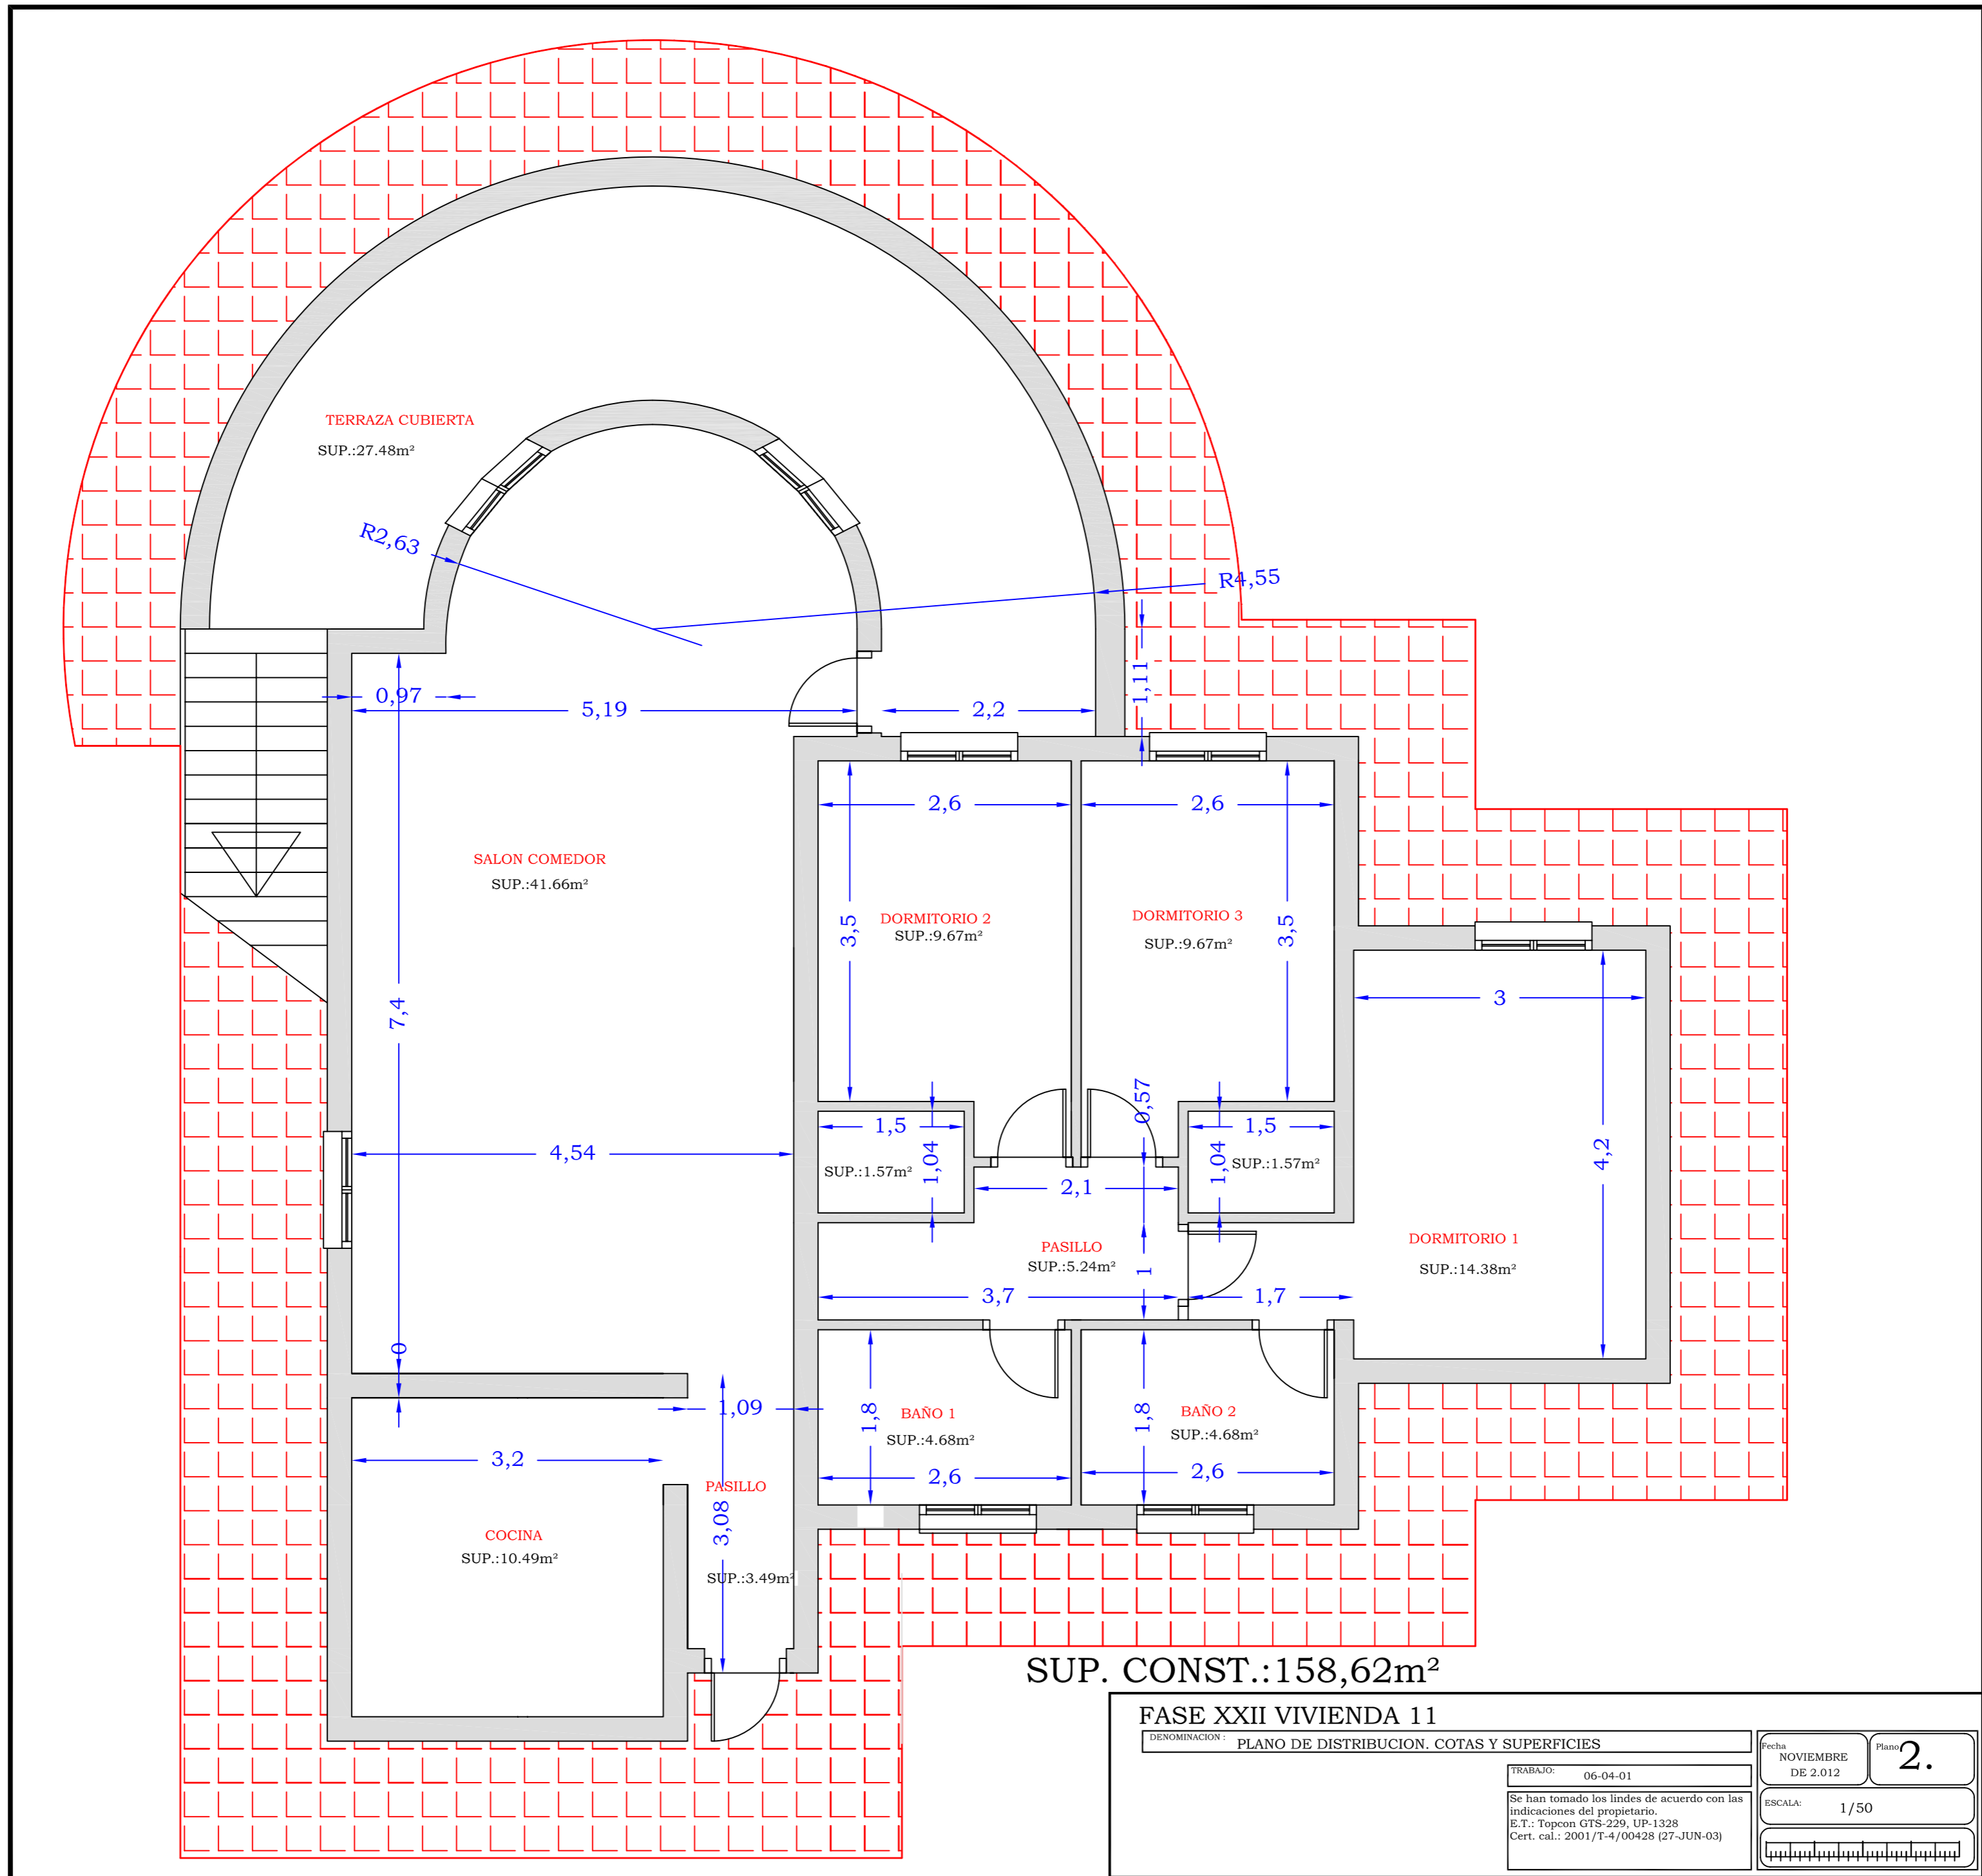 TERRAZA CUBIERTA
SUP.:27.48m²
R2,63
R4,55
1,11
0,97
5,19
2,2
2,6
2,6
SALON COMEDOR
SUP.:41.66m²
3,5
DORMITORIO 2
SUP.:9.67m²
DORMITORIO 3
SUP.:9.67m²
3,5
3
7,4
4,54
1,5
1,04
SUP.:1.57m²
0,57
2,1
1,5
1,04
SUP.:1.57m²
4,2
PASILLO
SUP.:5.24m²
1
3,7
1,7
DORMITORIO 1
SUP.:14.38m²
0
1,09
3,2
1,8
BAÑO 1
SUP.:4.68m²
2,6
1,8
BAÑO 2
SUP.:4.68m²
2,6
PASILLO
3,08
SUP.:3.49m²
COCINA
SUP.:10.49m²
SUP. CONST.:158,62m²
FASE XXII VIVIENDA 11
DENOMINACION : PLANO DE DISTRIBUCION. COTAS Y SUPERFICIES
Fecha
NOVIEMBRE
DE 2.012
Plano 2.
TRABAJO: 06-04-01
Se han tomado los lindes de acuerdo con las
indicaciones del propietario.
E.T.: Topcon GTS-229, UP-1328
Cert. cal.: 2001/T-4/00428 (27-JUN-03)
ESCALA: 1/50